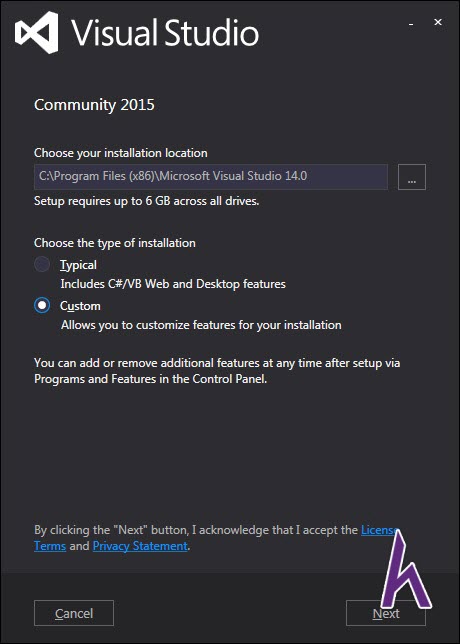 Visual Studio
Community 2015
Choose your installation location
C:\Program Files (x86)\Microsoft Visual Studio 14.0
...
Setup requires up to 6 GB across all drives.
Choose the type of installation
Typical
Includes C#/VB Web and Desktop features
Custom
Allows you to customize features for your installation
You can add or remove additional features at any time after setup via
Programs and Features in the Control Panel.
By clicking the "Next" button, I acknowledge that I accept the License
Terms and Privacy Statement.
Cancel
Next